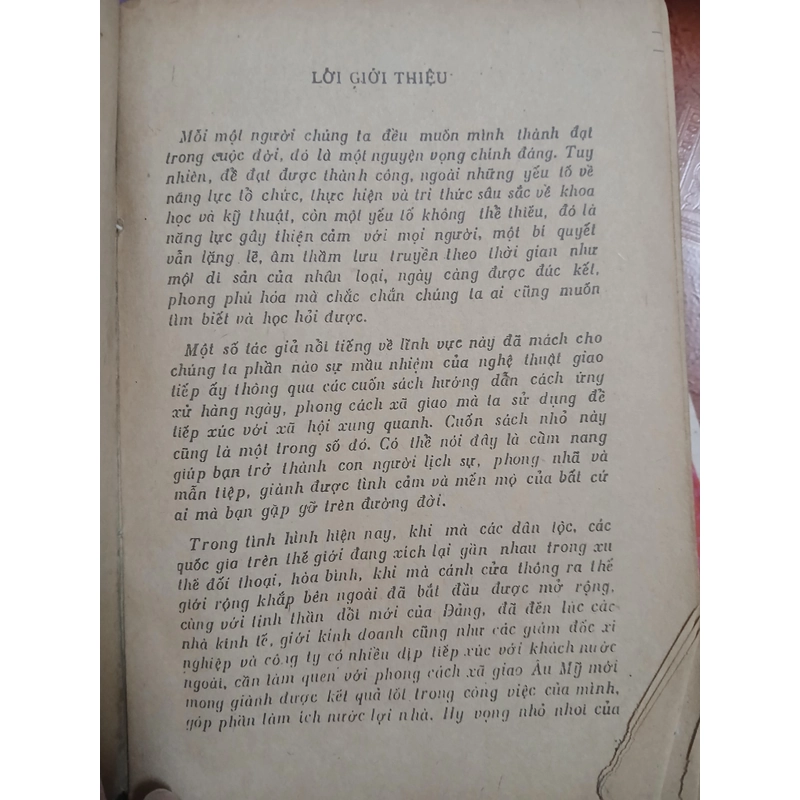 LỜI GIỚI THIỆU
Mỗi một người chúng ta đều muốn mình thành đạt
trong cuộc đời, đó là một nguyện vọng chính đáng. Tuy
nhiên, để đạt được thành công, ngoài những yếu tố về
năng lực tổ chức, thực hiện và tri thức sâu sắc về khoa
học và kỹ thuật, còn một yếu tố không thể thiếu, đó là
năng lực gây thiện cảm với mọi người, một bí quyết
vẫn lặng lẽ, âm thầm lưu truyền theo thời gian như
một di sản của nhân loại, ngày càng được đúc kết,
phong phú hóa mà chắc chắn chúng ta ai cũng muốn
tìm biết và học hỏi được.
Một số tác giả nổi tiếng về lĩnh vực này đã mách cho
chúng ta phần nào sự mầu nhiệm của nghệ thuật giao
tiếp ấy thông qua các cuốn sách hướng dẫn cách ứng
xử hàng ngày, phong cách xã giao mà ta sử dụng để
tiếp xúc với xã hội xung quanh. Cuốn sách nhỏ này
cũng là một trong số đó. Có thể nói đây là cẩm nang
giúp bạn trở thành con người lịch sự, phong nhã và
mẫn tiệp, giành được tình cảm và mến mộ của bất cứ
ai mà bạn gặp gỡ trên đường đời.
Trong tình hình hiện nay, khi mà các dân tộc, các
quốc gia trên thế giới đang xích lại gần nhau trong xu
thế đối thoại, hòa bình, khi mà cánh cửa thông ra thế
giới rộng khắp bên ngoài đã bắt đầu được mở rộng,
cùng với tinh thần đổi mới của Đảng, đã đến lúc các
nhà kinh tế, giới kinh doanh cũng như các giám đốc xí
nghiệp và công ty có nhiều dịp tiếp xúc với khách nước
ngoài, cần làm quen với phong cách xã giao Âu Mỹ mới
mong giành được kết quả tốt trong công việc của mình,
góp phần làm ích nước lợi nhà. Hy vọng nhỏ nhoi của